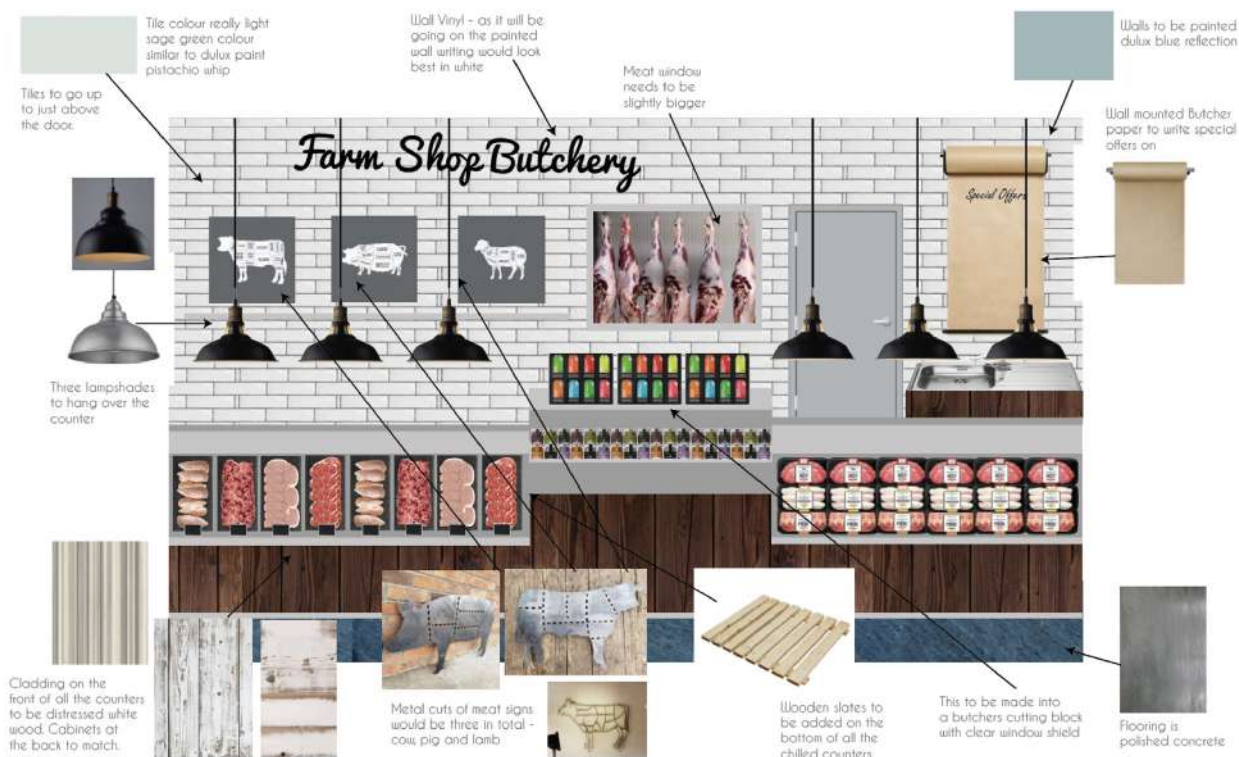 Tile colour really light
sage green colour
similar to dulux paint
pistachio whip
Wall Vinyl - as it will be
going on the painted
wall writing would look
best in white
Walls to be painted
dulux blue reflection
Tiles to go up
to just above
the door.
Meat window
needs to be
slightly bigger
Wall mounted Butcher
paper to write special
offers on
Farm Shop Butchery
Special Offers
Three lampshades
to hang over the
counter
Cladding on the
front of all the counters
to be distressed white
wood. Cabinets at
the back to match.
Metal cuts of meat signs
would be three in total -
cow, pig and lamb
Wooden slates to
be added on the
bottom of all the
chilled counters
This to be made into
a butchers cutting block
with clear window shield
Flooring is
polished concrete